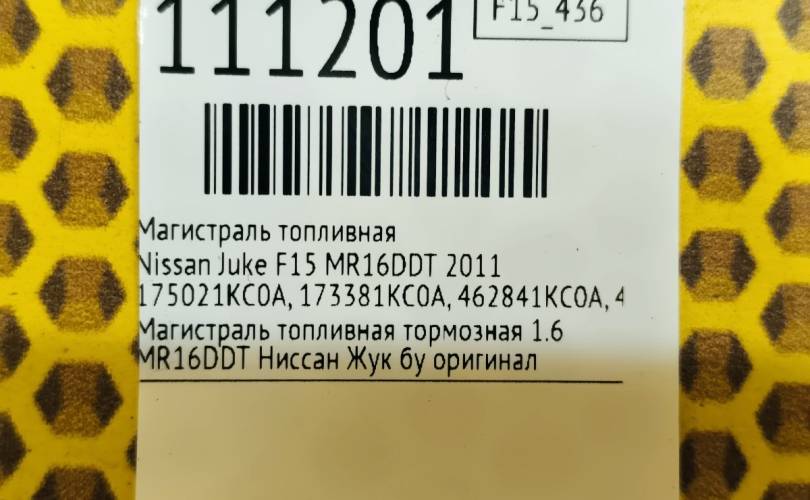 111201
F15_436
Магистраль топливная
Nissan Juke F15 MR16DDT 2011
175021KC0A, 173381KC0A, 462841KC0A, 4
Магистраль топливная тормозная 1.6
MR16DDT Ниссан Жук бу оригинал